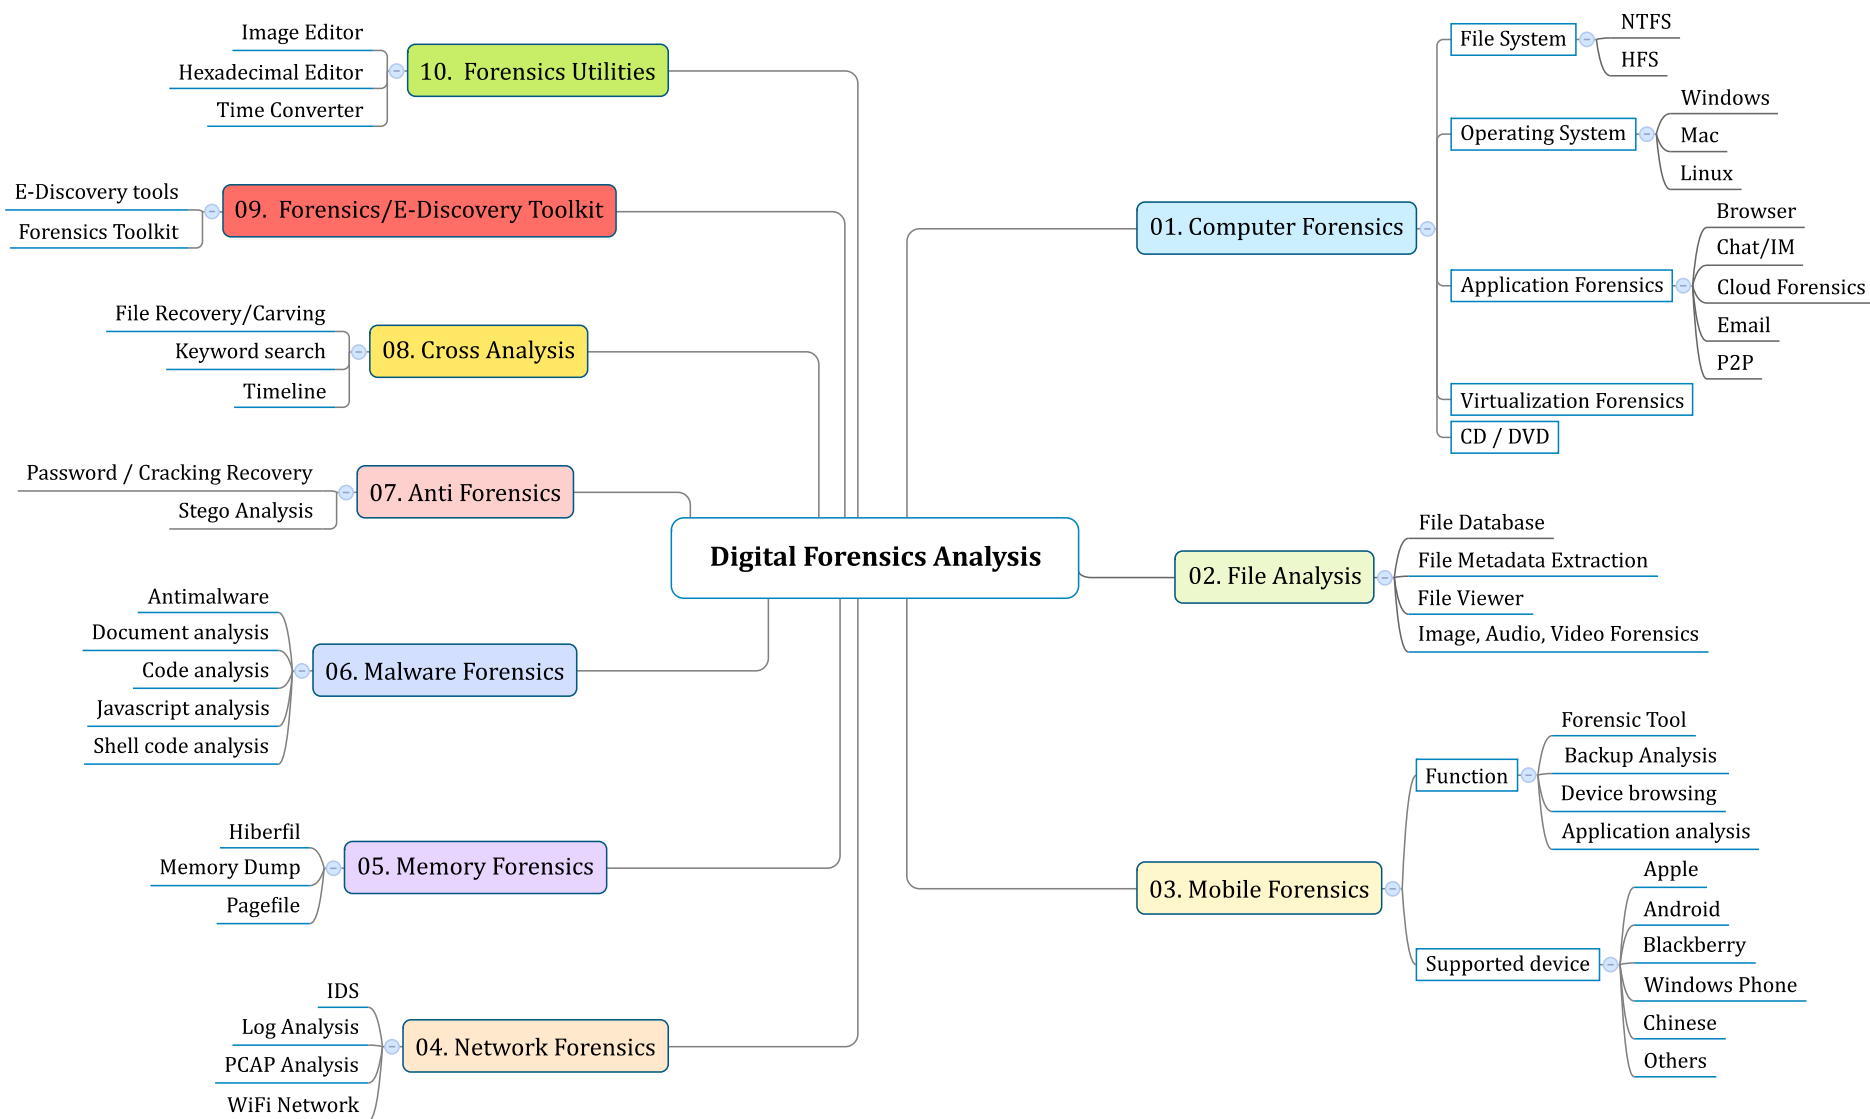 Digital Forensics Analysis
01. Computer Forensics
File System
NTFS
HFS
Operating System
Windows
Mac
Linux
Application Forensics
Browser
Chat/IM
Cloud Forensics
Email
P2P
Virtualization Forensics
CD / DVD
02. File Analysis
File Database
File Metadata Extraction
File Viewer
Image, Audio, Video Forensics
03. Mobile Forensics
Function
Forensic Tool
Backup Analysis
Device browsing
Application analysis
Supported device
Apple
Android
Blackberry
Windows Phone
Chinese
Others
04. Network Forensics
IDS
Log Analysis
PCAP Analysis
WiFi Network
05. Memory Forensics
Hiberfil
Memory Dump
Pagefile
06. Malware Forensics
Antimalware
Document analysis
Code analysis
Javascript analysis
Shell code analysis
07. Anti Forensics
Password / Cracking Recovery
Stego Analysis
08. Cross Analysis
File Recovery/Carving
Keyword search
Timeline
09. Forensics/E-Discovery Toolkit
E-Discovery tools
Forensics Toolkit
10. Forensics Utilities
Image Editor
Hexadecimal Editor
Time Converter